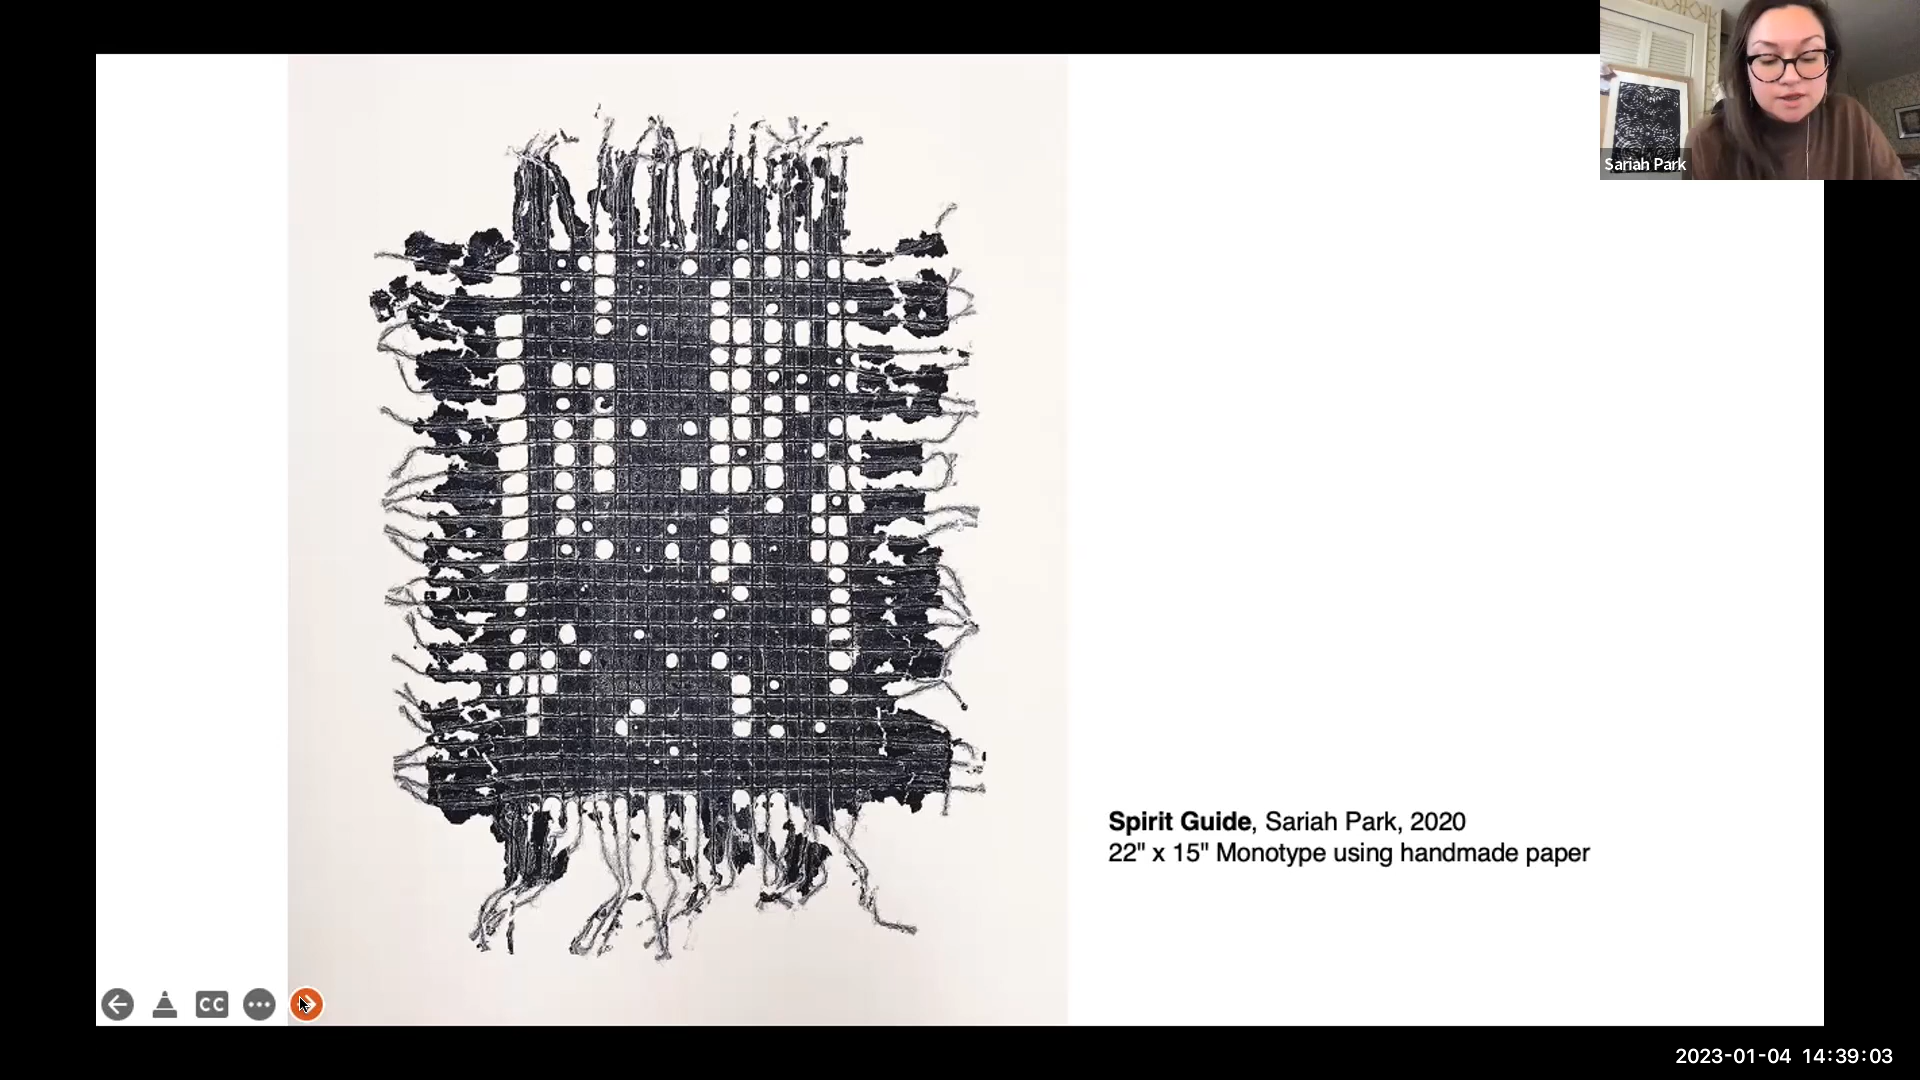 Sariah Park
Spirit Guide, Sariah Park, 2020
22" x 15" Monotype using handmade paper
CC
2023-01-04 14:39:03